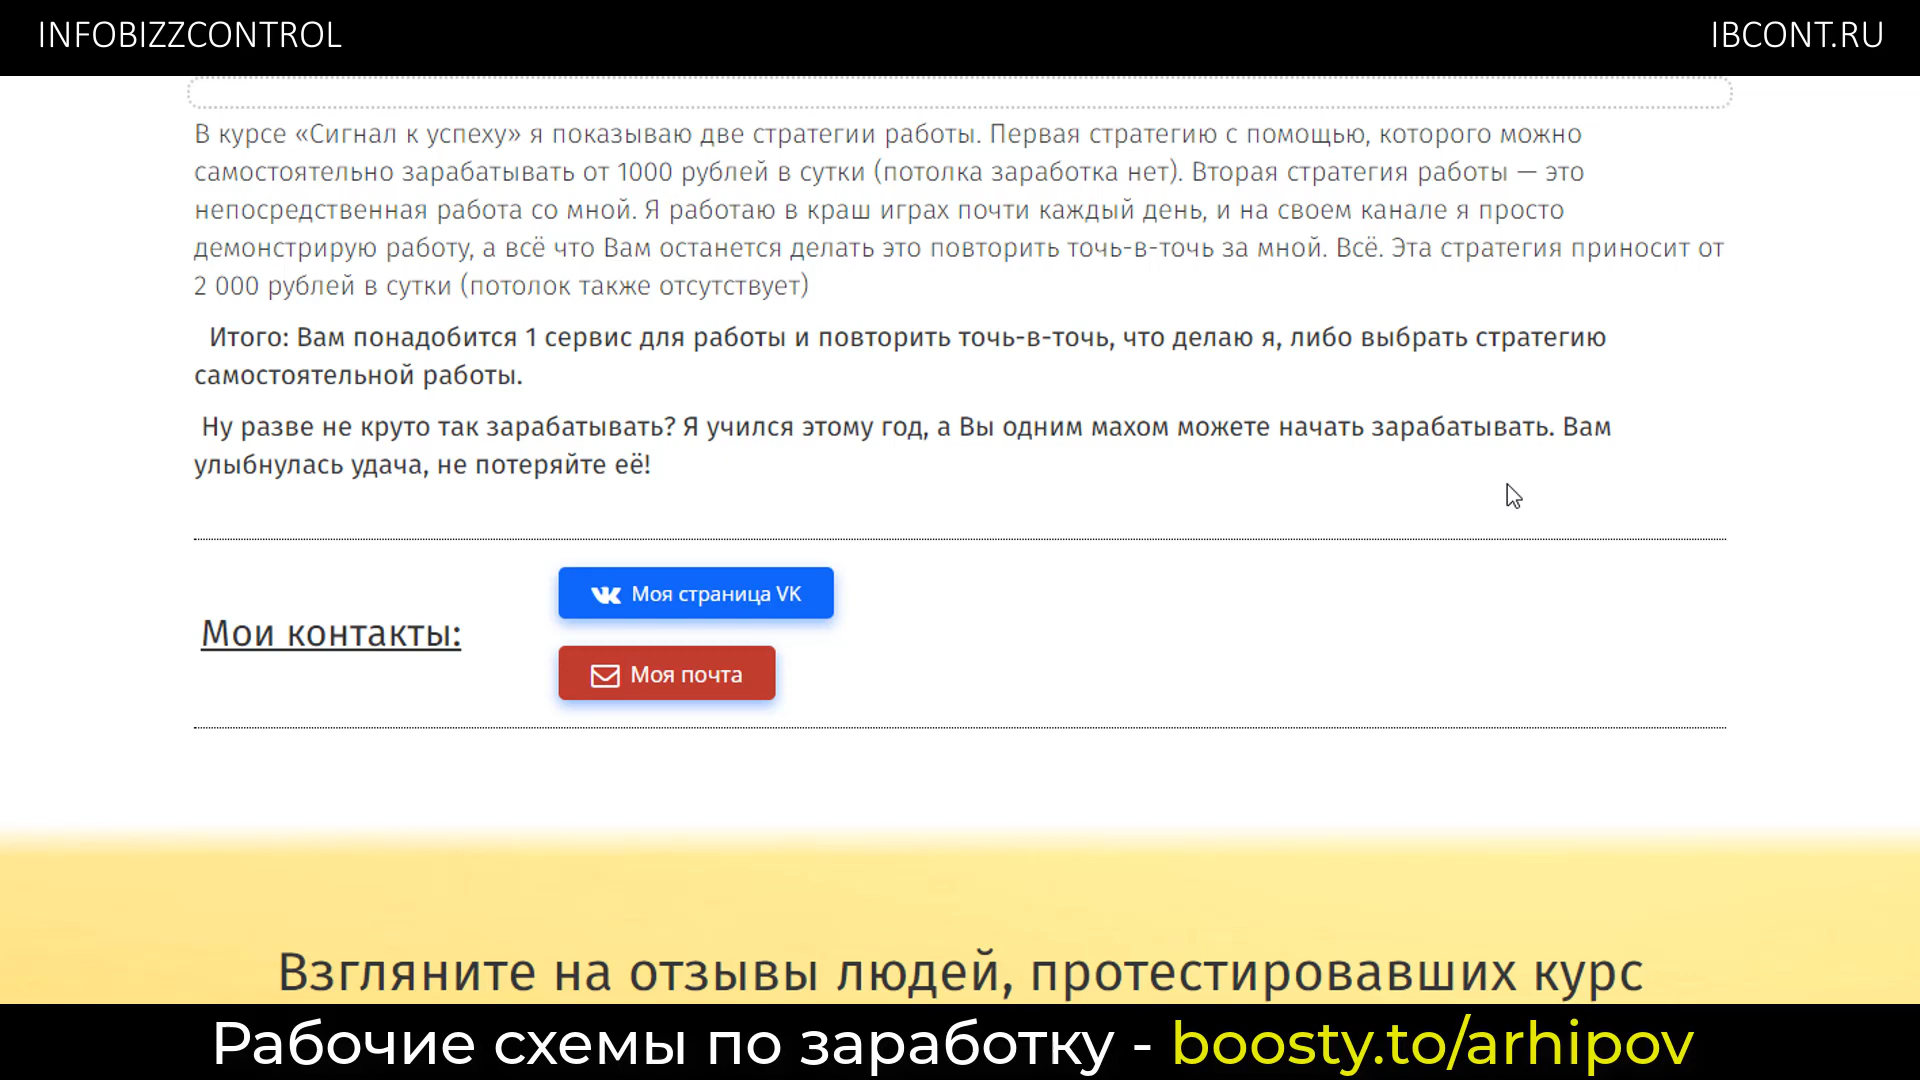 INFOBIZZCONTROL
IBCONT.RU
В курсе «Сигнал к успеху» я показываю две стратегии работы. Первая стратегию с помощью, которого можно
самостоятельно зарабатывать от 1000 рублей в сутки (потолка заработка нет). Вторая стратегия работы — это
непосредственная работа со мной. Я работаю в краш играх почти каждый день, и на своем канале я просто
демонстрирую работу, а всё что Вам останется делать это повторить точь-в-точь за мной. Всё. Эта стратегия приносит от
2 000 рублей в сутки (потолок также отсутствует)
Итого: Вам понадобится 1 сервис для работы и повторить точь-в-точь, что делаю я, либо выбрать стратегию
самостоятельной работы.
Ну разве не круто так зарабатывать? Я учился этому год, а Вы одним махом можете начать зарабатывать. Вам
улыбнулась удача, не потеряйте её!
Моя страница VK
Мои контакты:
Моя почта
Взгляните на отзывы людей, протестировавших курс
Рабочие схемы по заработку - boosty.to/arhipov